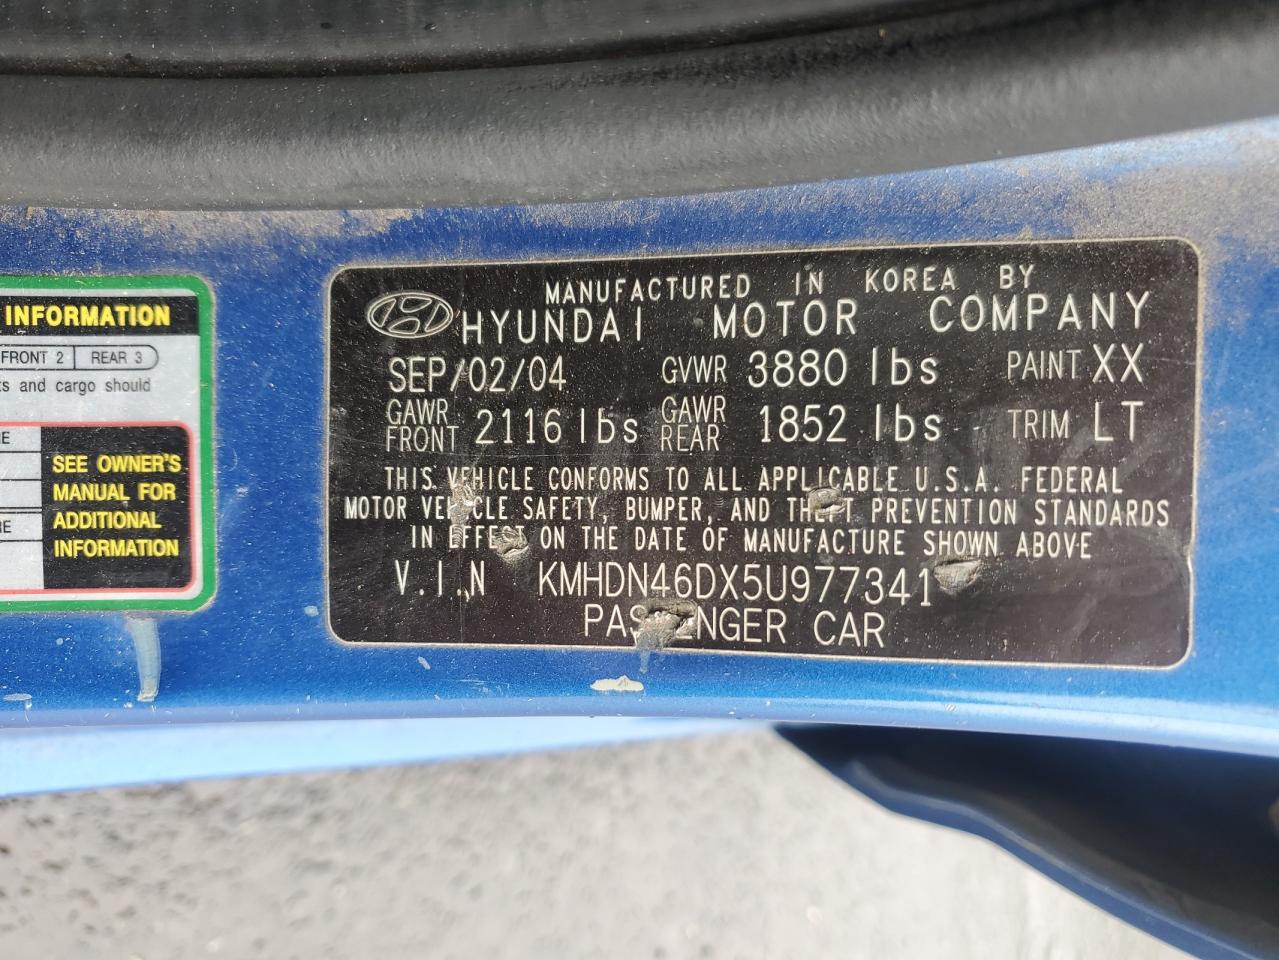 INFORMATION
FRONT 2 REAR 3
and cargo should
SEE OWNER'S
MANUAL FOR
ADDITIONAL
INFORMATION
MANUFACTURED IN KOREA BY
HYUNDAI MOTOR COMPANY
SEP/02/04 GVWR 3880 lbs PAINT XX
GAWR FRONT 2116 lbs GAWR REAR 1852 lbs TRIM LT
THIS VEHICLE CONFORMS TO ALL APPLICABLE U.S.A. FEDERAL
MOTOR VEHICLE SAFETY, BUMPER, AND THEFT PREVENTION STANDARDS
IN EFFECT ON THE DATE OF MANUFACTURE SHOWN ABOVE
V.I.N KMHDN46DX5U977341
PASSENGER CAR